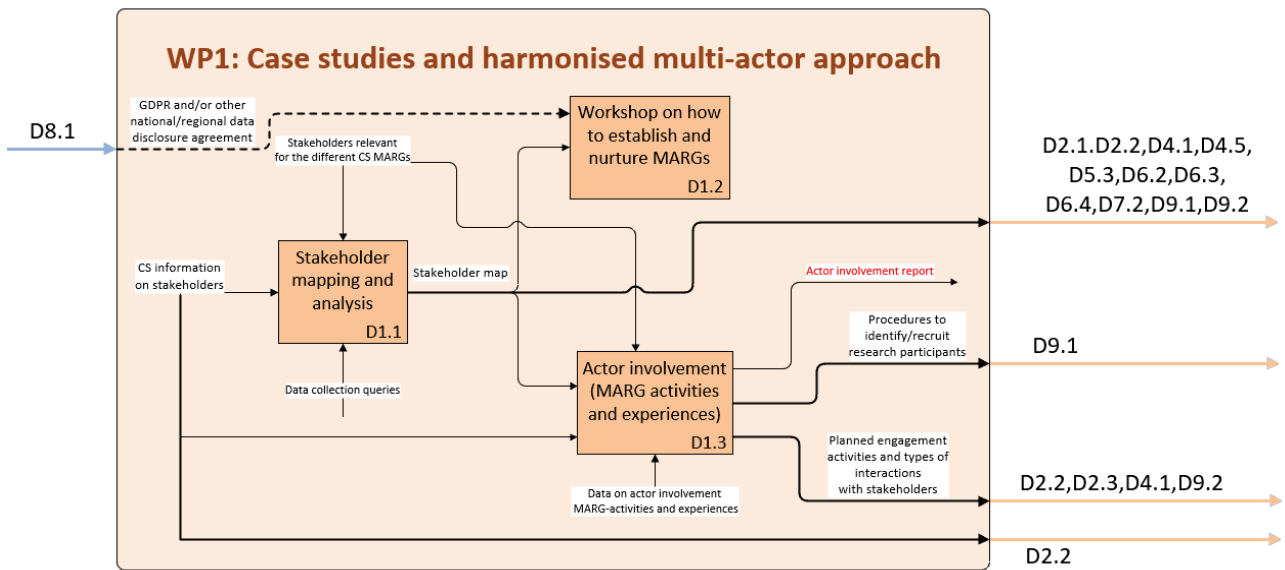 WP1: Case studies and harmonised multi-actor approach
D8.1
GDPR and/or other
national/regional data
disclosure agreement
Stakeholders relevant
for the different CS MARGs
Workshop on how
to establish and
nurture MARGs
D1.2
D2.1.D2.2,D4.1,D4.5,
D5.3,D6.2,D6.3,
D6.4,D7.2,D9.1,D9.2
CS information
on stakeholders
Stakeholder
mapping and
analysis
D1.1
Stakeholder map
Actor involvement report
Data collection queries
Actor involvement
(MARG activities
and experiences)
D1.3
Procedures to
identify/recruit
research participants
D9.1
Planned engagement
activities and types of
interactions
with stakeholders
D2.2,D2.3,D4.1,D9.2
Data on actor involvement
MARG-activities and experiences
D2.2